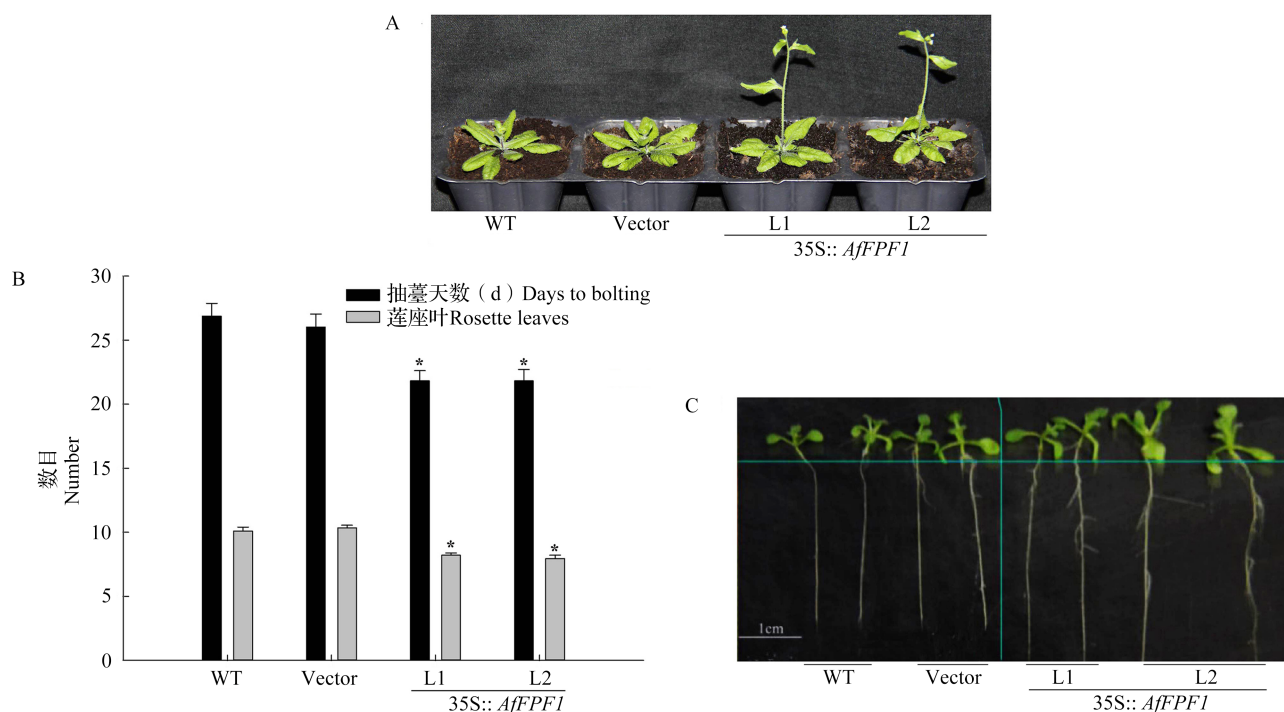 A
WT Vector L1 L2
35S:: AfFPF1
B
30
25
20
15
10
5
0
数目
Number
抽薹天数（d）Days to bolting
莲座叶Rosette leaves
* *
* *
WT Vector L1 L2
35S:: AfFPF1
C
1cm
WT Vector L1 L2
35S:: AfFPF1